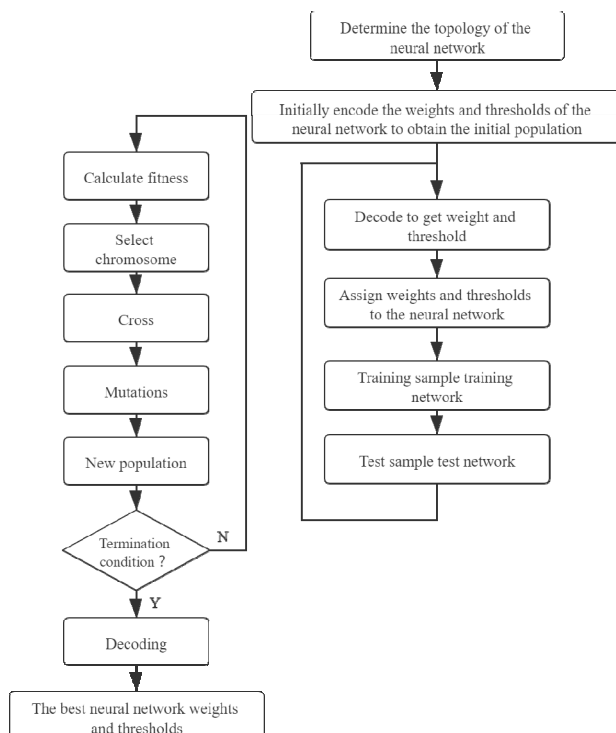 Determine the topology of the
neural network
Initially encode the weights and thresholds of the
neural network to obtain the initial population
Decode to get weight and
threshold
Assign weights and thresholds
to the neural network
Training sample training
network
Test sample test network
Calculate fitness
Select
chromosome
Cross
Mutations
New population
Termination
condition ?
N
Y
Decoding
The best neural network weights
and thresholds